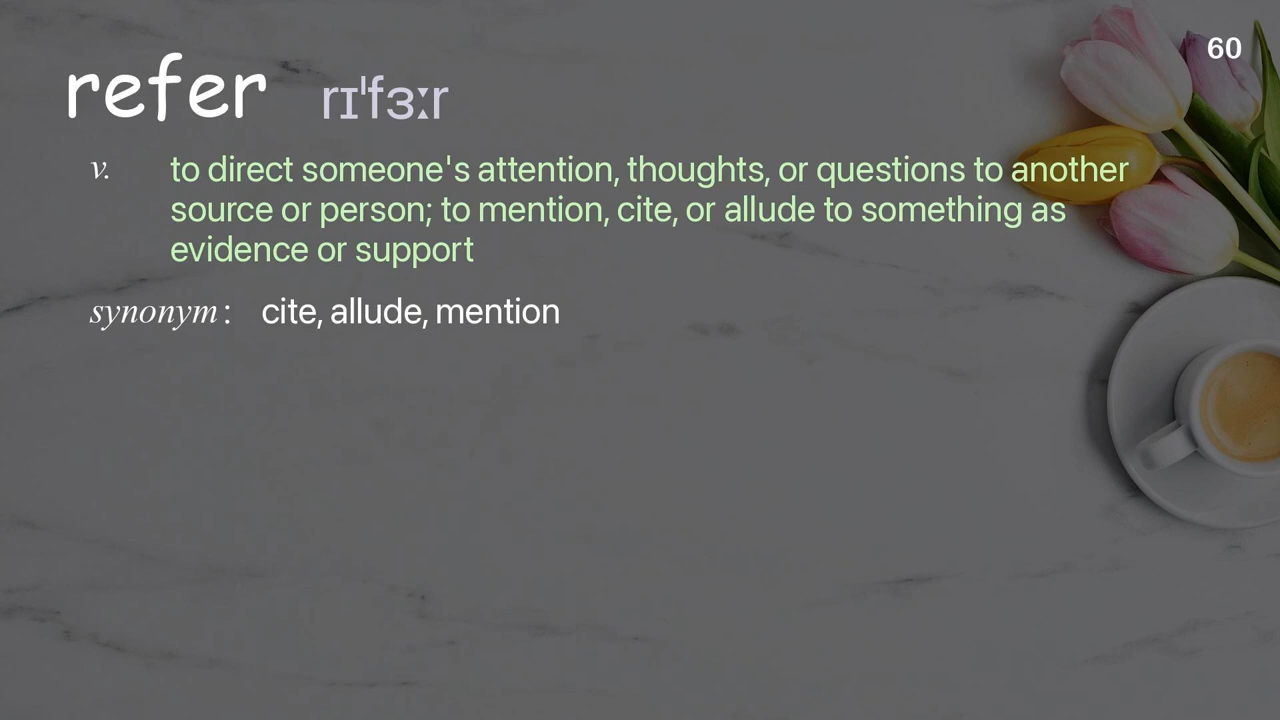 60
refer rɪˈfɜːr
v. to direct someone's attention, thoughts, or questions to another
source or person; to mention, cite, or allude to something as
evidence or support
synonym: cite, allude, mention